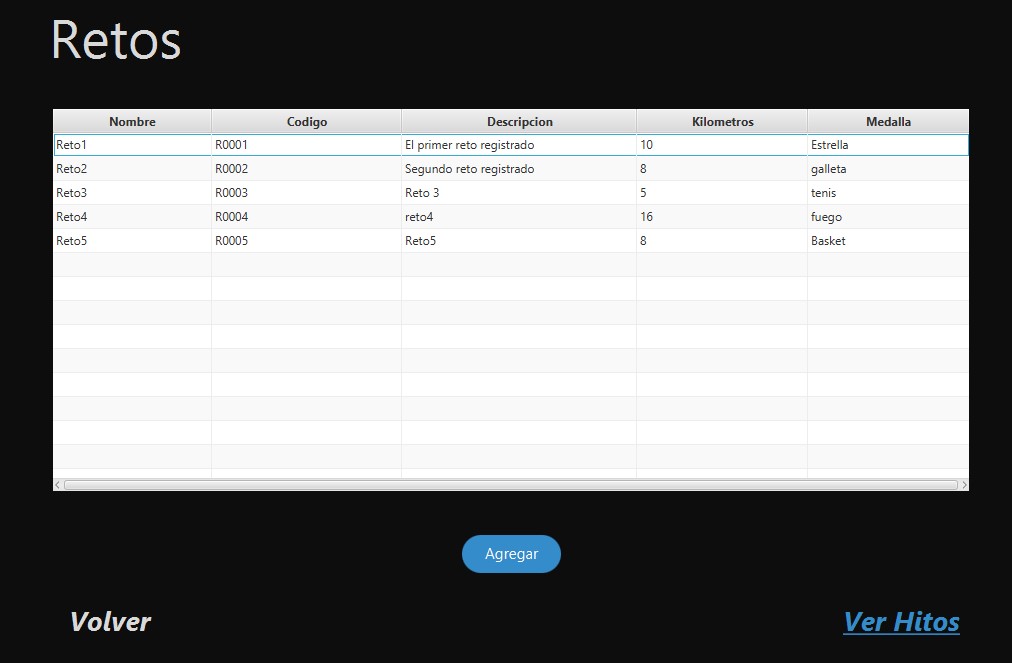 Retos
Nombre Codigo Descripcion Kilometros Medalla
Reto1 R0001 El primer reto registrado 10 Estrella
Reto2 R0002 Segundo reto registrado 8 galleta
Reto3 R0003 Reto 3 5 tenis
Reto4 R0004 reto4 16 fuego
Reto5 R0005 Reto5 8 Basket
Agregar
Volver Ver Hitos